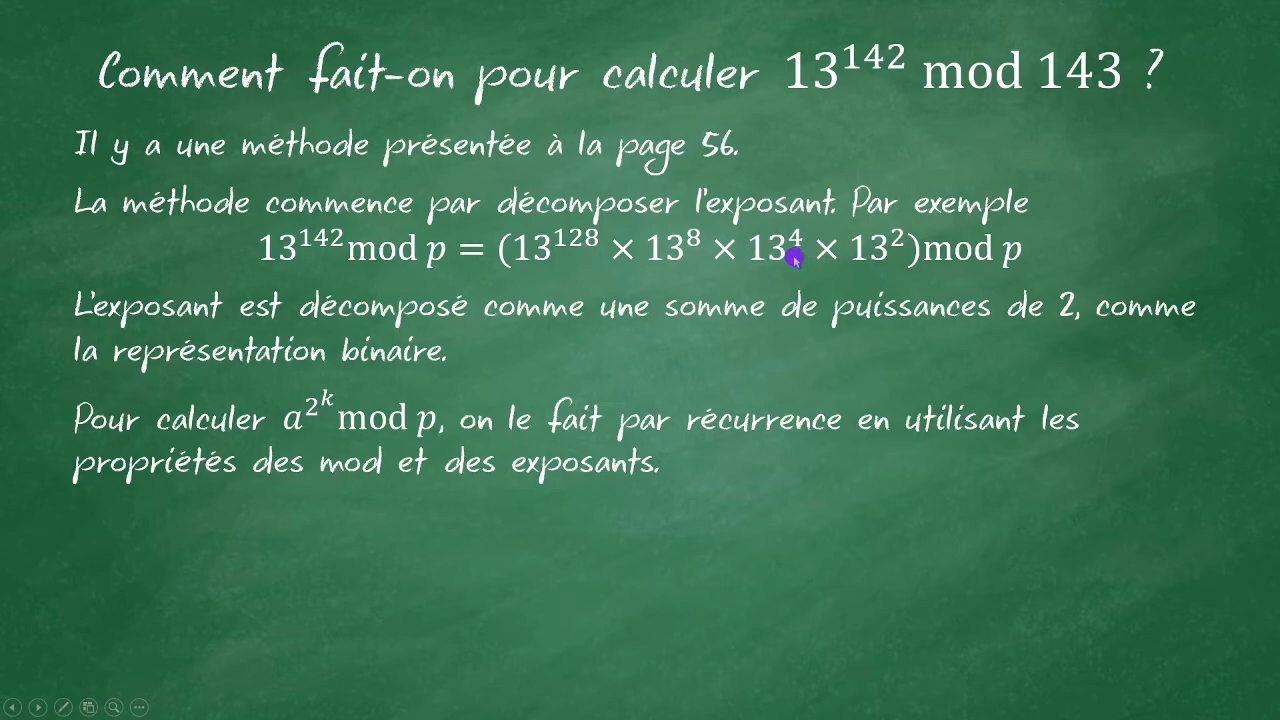 Comment fait-on pour calculer 13¹⁴² mod 143 ?
Il y a une méthode présentée à la page 56.
La méthode commence par décomposer l'exposant. Par exemple
13¹⁴² mod p = (13¹²⁸ × 13⁸ × 13⁴ × 13²) mod p
L'exposant est décomposé comme une somme de puissances de 2, comme
la représentation binaire.
Pour calculer a^{2^k} mod p, on le fait par récurrence en utilisant les
propriétés des mod et des exposants.